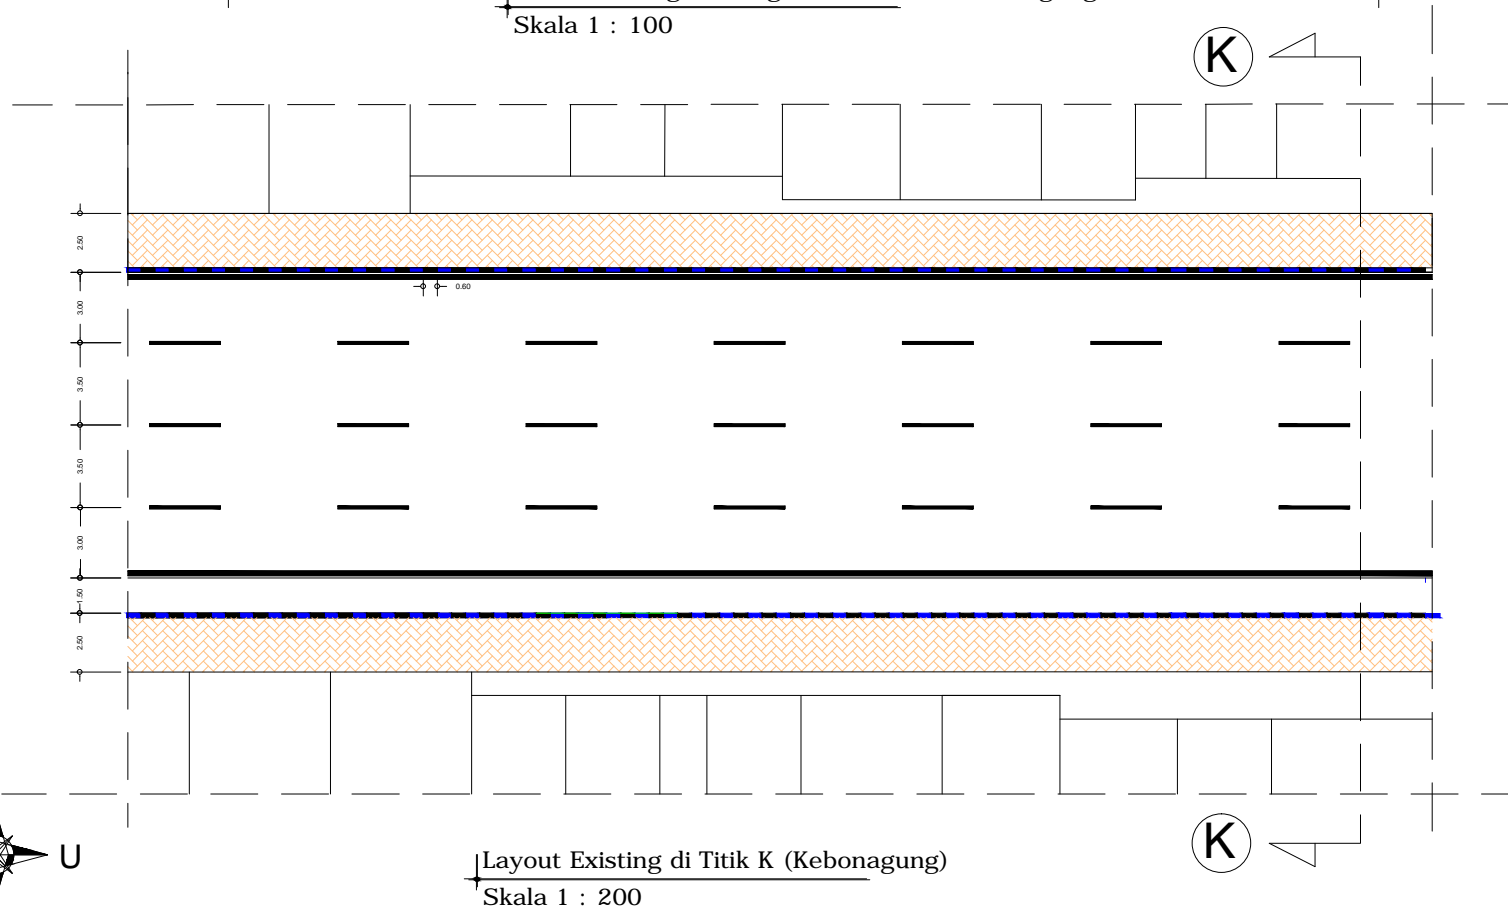 Skala 1 : 100
K
2.50
0.60
3.00
3.50
3.50
3.00
1.50
2.50
K
U
Layout Existing di Titik K (Kebonagung)
Skala 1 : 200